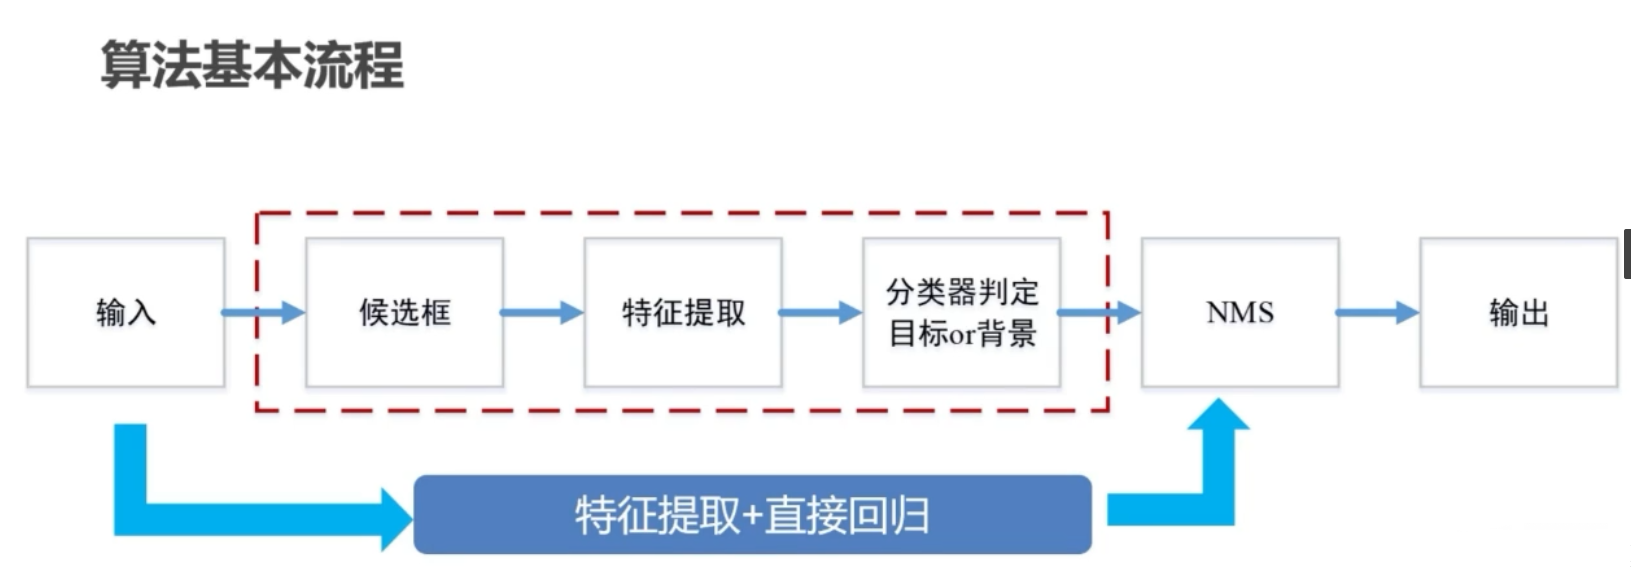 算法基本流程
输入
候选框
特征提取
分类器判定
目标or背景
NMS
输出
特征提取+直接回归